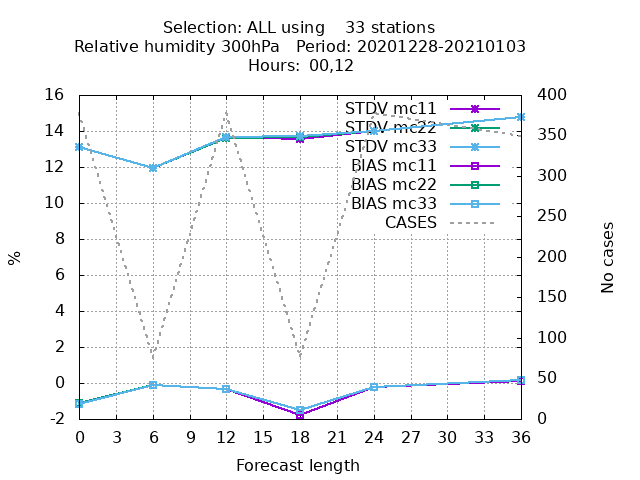 Selection: ALL using    33 stations
Relative humidity 300hPa   Period: 20201228-20210103
Hours: 00,12
16 400
STDV mc11
14 350
STDV mc22
STDV mc33
12 300
BIAS mc11
BIAS mc22
10 250
BIAS mc33
CASES
8 200
6 150
4 100
2 50
0
-2 0
%
No cases
0 3 6 9 12 15 18 21 24 27 30 33 36
Forecast length